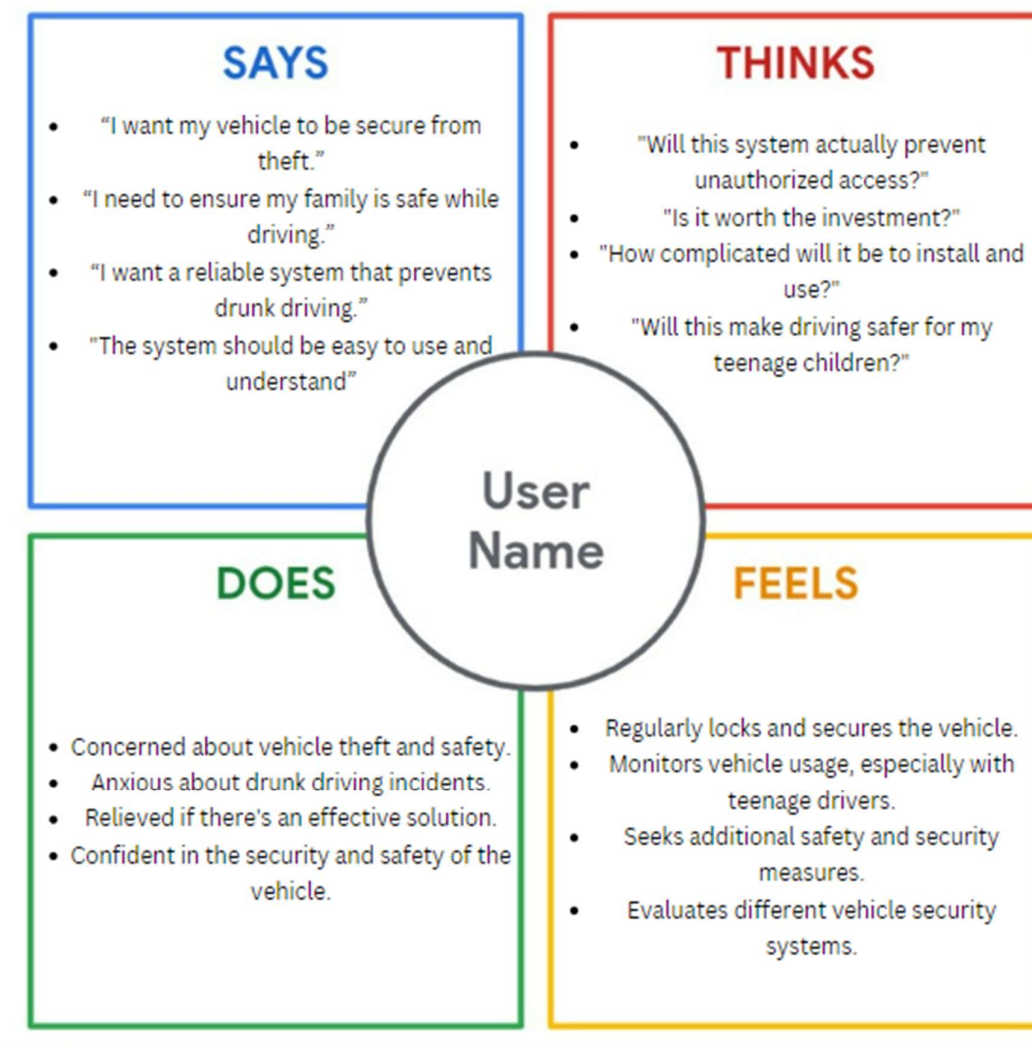 SAYS
• “I want my vehicle to be secure from
theft.”
• “I need to ensure my family is safe while
driving.”
• “I want a reliable system that prevents
drunk driving.”
• "The system should be easy to use and
understand”
THINKS
• "Will this system actually prevent
unauthorized access?"
• "Is it worth the investment?"
• "How complicated will it be to install and
use?"
• "Will this make driving safer for my
teenage children?"
User
Name
DOES
• Concerned about vehicle theft and safety.
• Anxious about drunk driving incidents.
• Relieved if there's an effective solution.
• Confident in the security and safety of the
vehicle.
FEELS
• Regularly locks and secures the vehicle.
• Monitors vehicle usage, especially with
teenage drivers.
• Seeks additional safety and security
measures.
• Evaluates different vehicle security
systems.